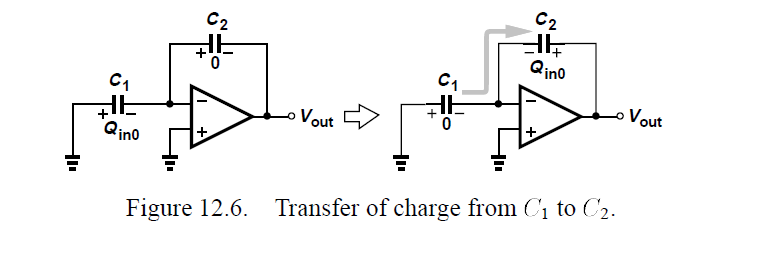 C2
+ −
0
C1
+ −
Qin0
−
+
Vout
C2
− +
Qin0
C1
+ −
0
−
+
Vout
Figure 12.6. Transfer of charge from C1 to C2.